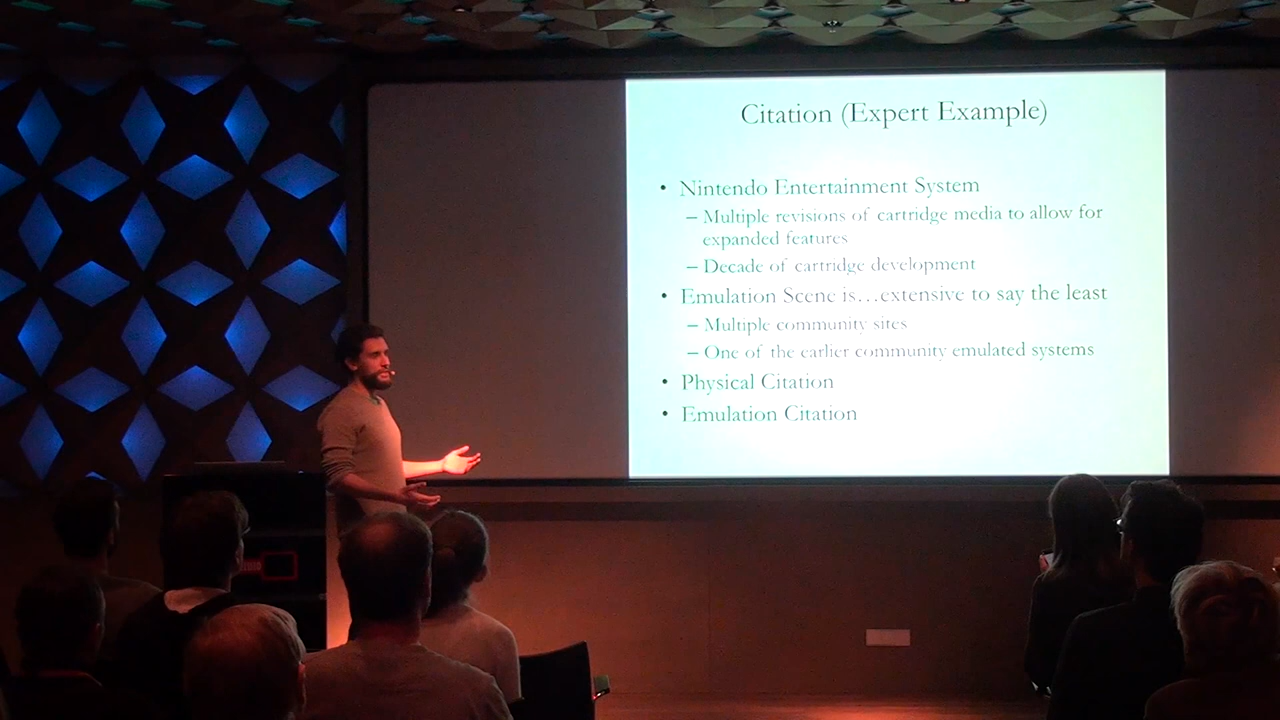 Citation (Expert Example)
• Nintendo Entertainment System
– Multiple revisions of cartridge media to allow for
expanded features
– Decade of cartridge development
• Emulation Scene is…extensive to say the least
– Multiple community sites
– One of the earlier community emulated systems
• Physical Citation
• Emulation Citation